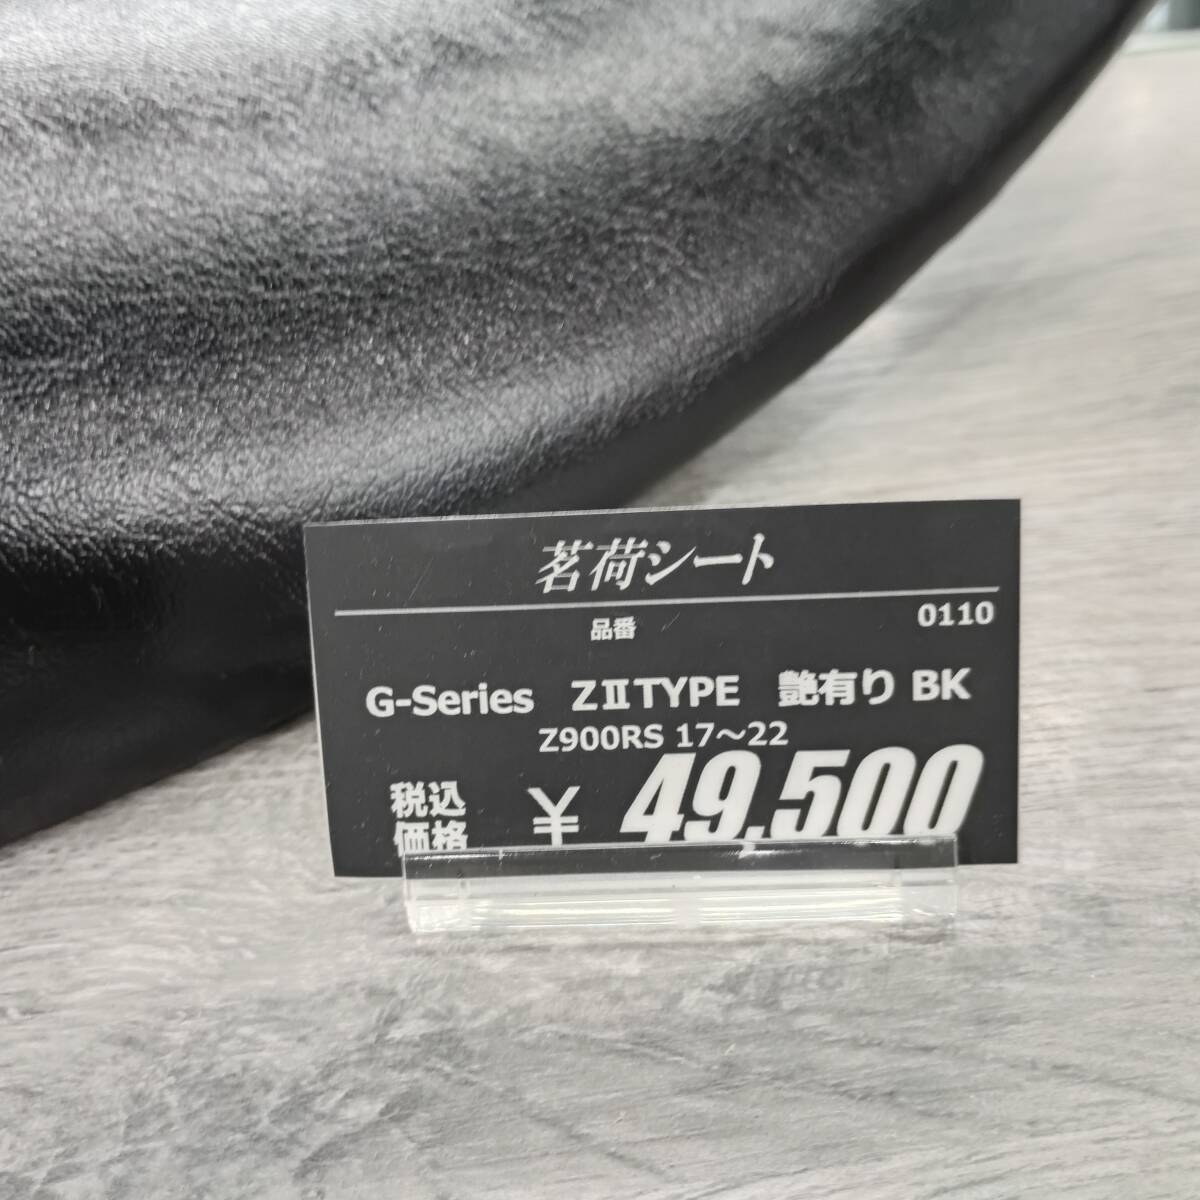 茗荷シート
品番 0110
G-Series ZⅡTYPE 艶有り BK
Z900RS 17～22
税込価格 ¥ 49,500